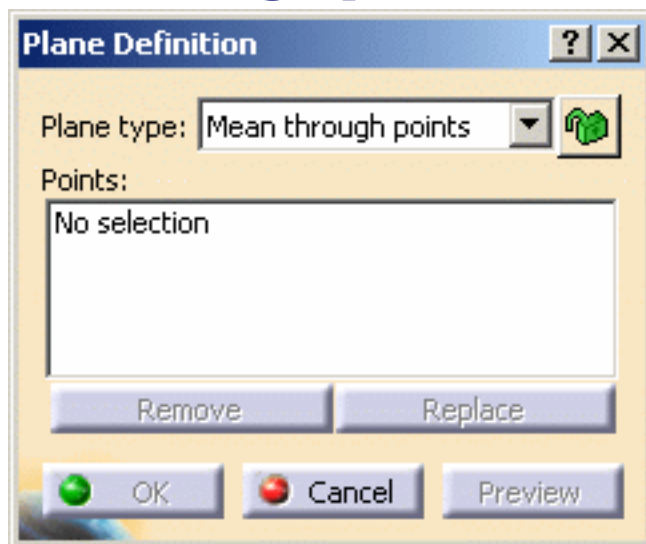 Plane Definition
Plane type: Mean through points
Points:
No selection
Remove Replace
OK Cancel Preview